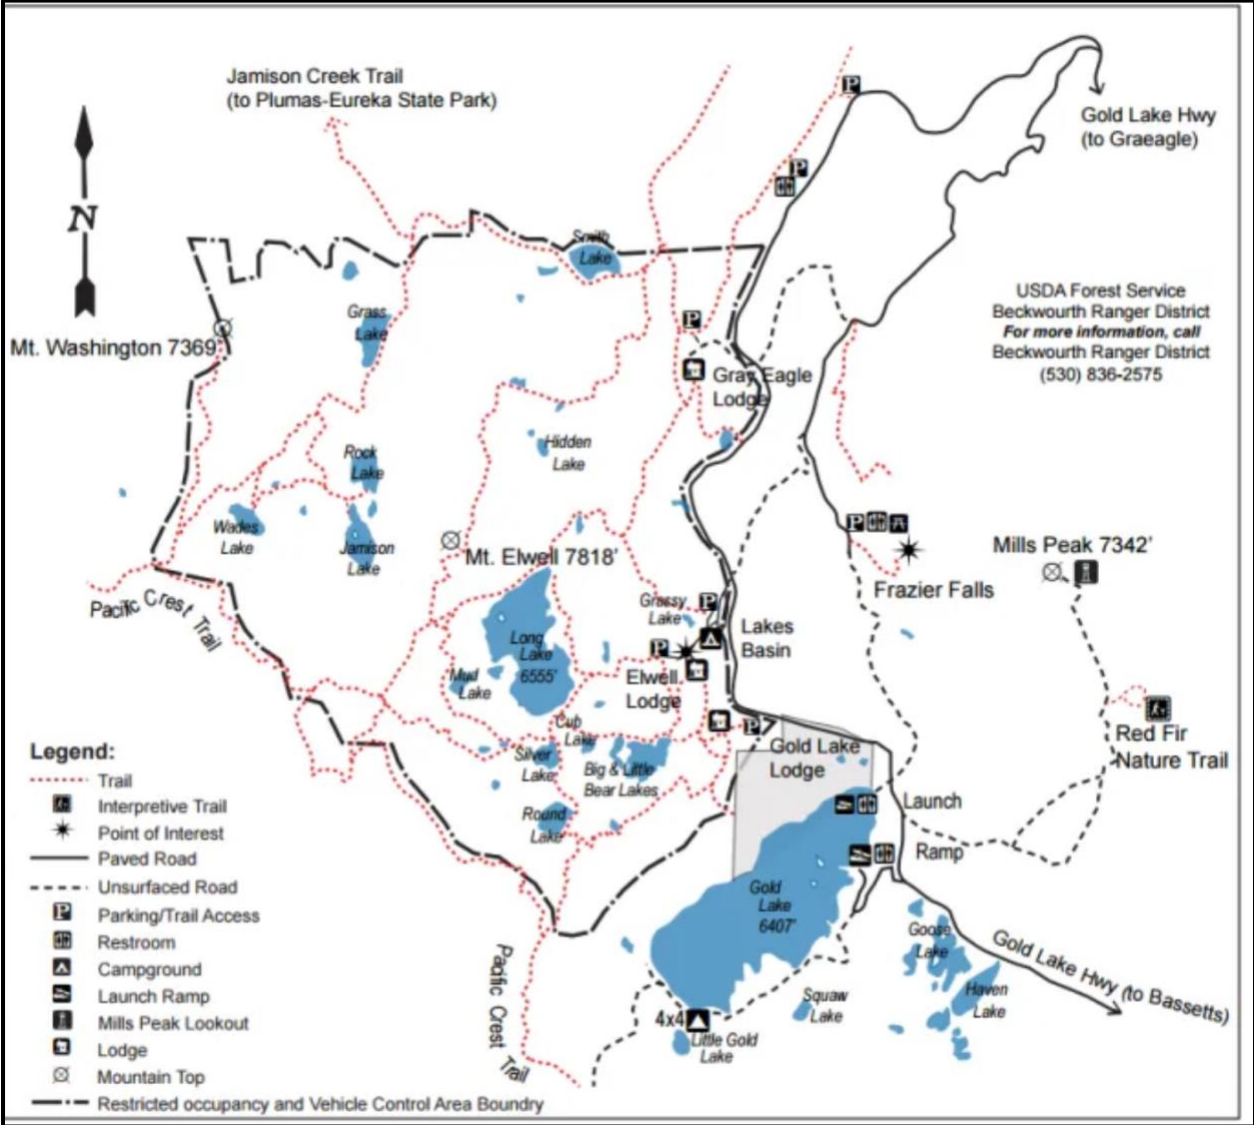 Jamison Creek Trail
(to Plumas-Eureka State Park)
Gold Lake Hwy
(to Graeagle)
N
P
P
Smith
Lake
USDA Forest Service
Beckwourth Ranger District
For more information, call
Beckwourth Ranger District
(530) 836-2575
Grass
Lake
P
Mt. Washington 7369'
Gray Eagle
Lodge
Rock
Lake
Hidden
Lake
Wades
Lake
Jamison
Lake
P
Mt. Elwell 7818'
Mills Peak 7342'
Frazier Falls
Pacific Crest Trail
Grassy
Lake
P
Lakes
Basin
Long
Lake
6555'
P
Elwell
Lodge
Mud
Lake
Cup
Lake
P
Red Fir
Nature Trail
Gold Lake
Lodge
Silver
Lake
Big & Little
Bear Lakes
Round
Lake
Launch
Ramp
Gold
Lake
6407'
Goose
Lake
Gold Lake Hwy (to Bassetts)
Haven
Lake
Squaw
Lake
Pacific Crest Trail
4x4
Little Gold
Lake
Legend:
Trail
Interpretive Trail
Point of Interest
Paved Road
Unsurfaced Road
P Parking/Trail Access
Restroom
Campground
Launch Ramp
Mills Peak Lookout
Lodge
Mountain Top
Restricted occupancy and Vehicle Control Area Boundry